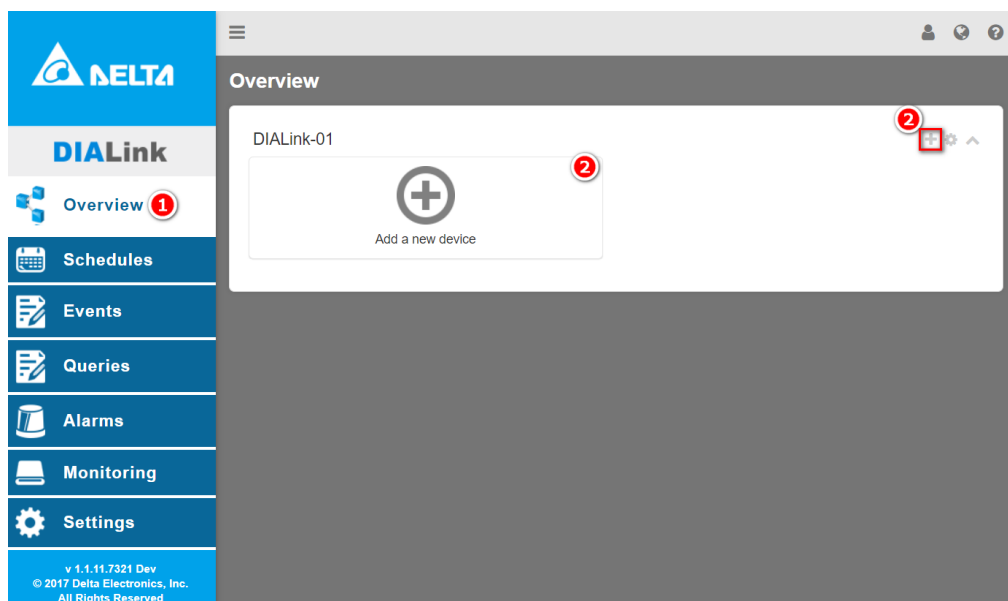 DELTA
DIALink
Overview 1
Schedules
Events
Queries
Alarms
Monitoring
Settings
v 1.1.11.7321 Dev
© 2017 Delta Electronics, Inc.
All Rights Reserved
Overview
DIALink-01
2
2
Add a new device